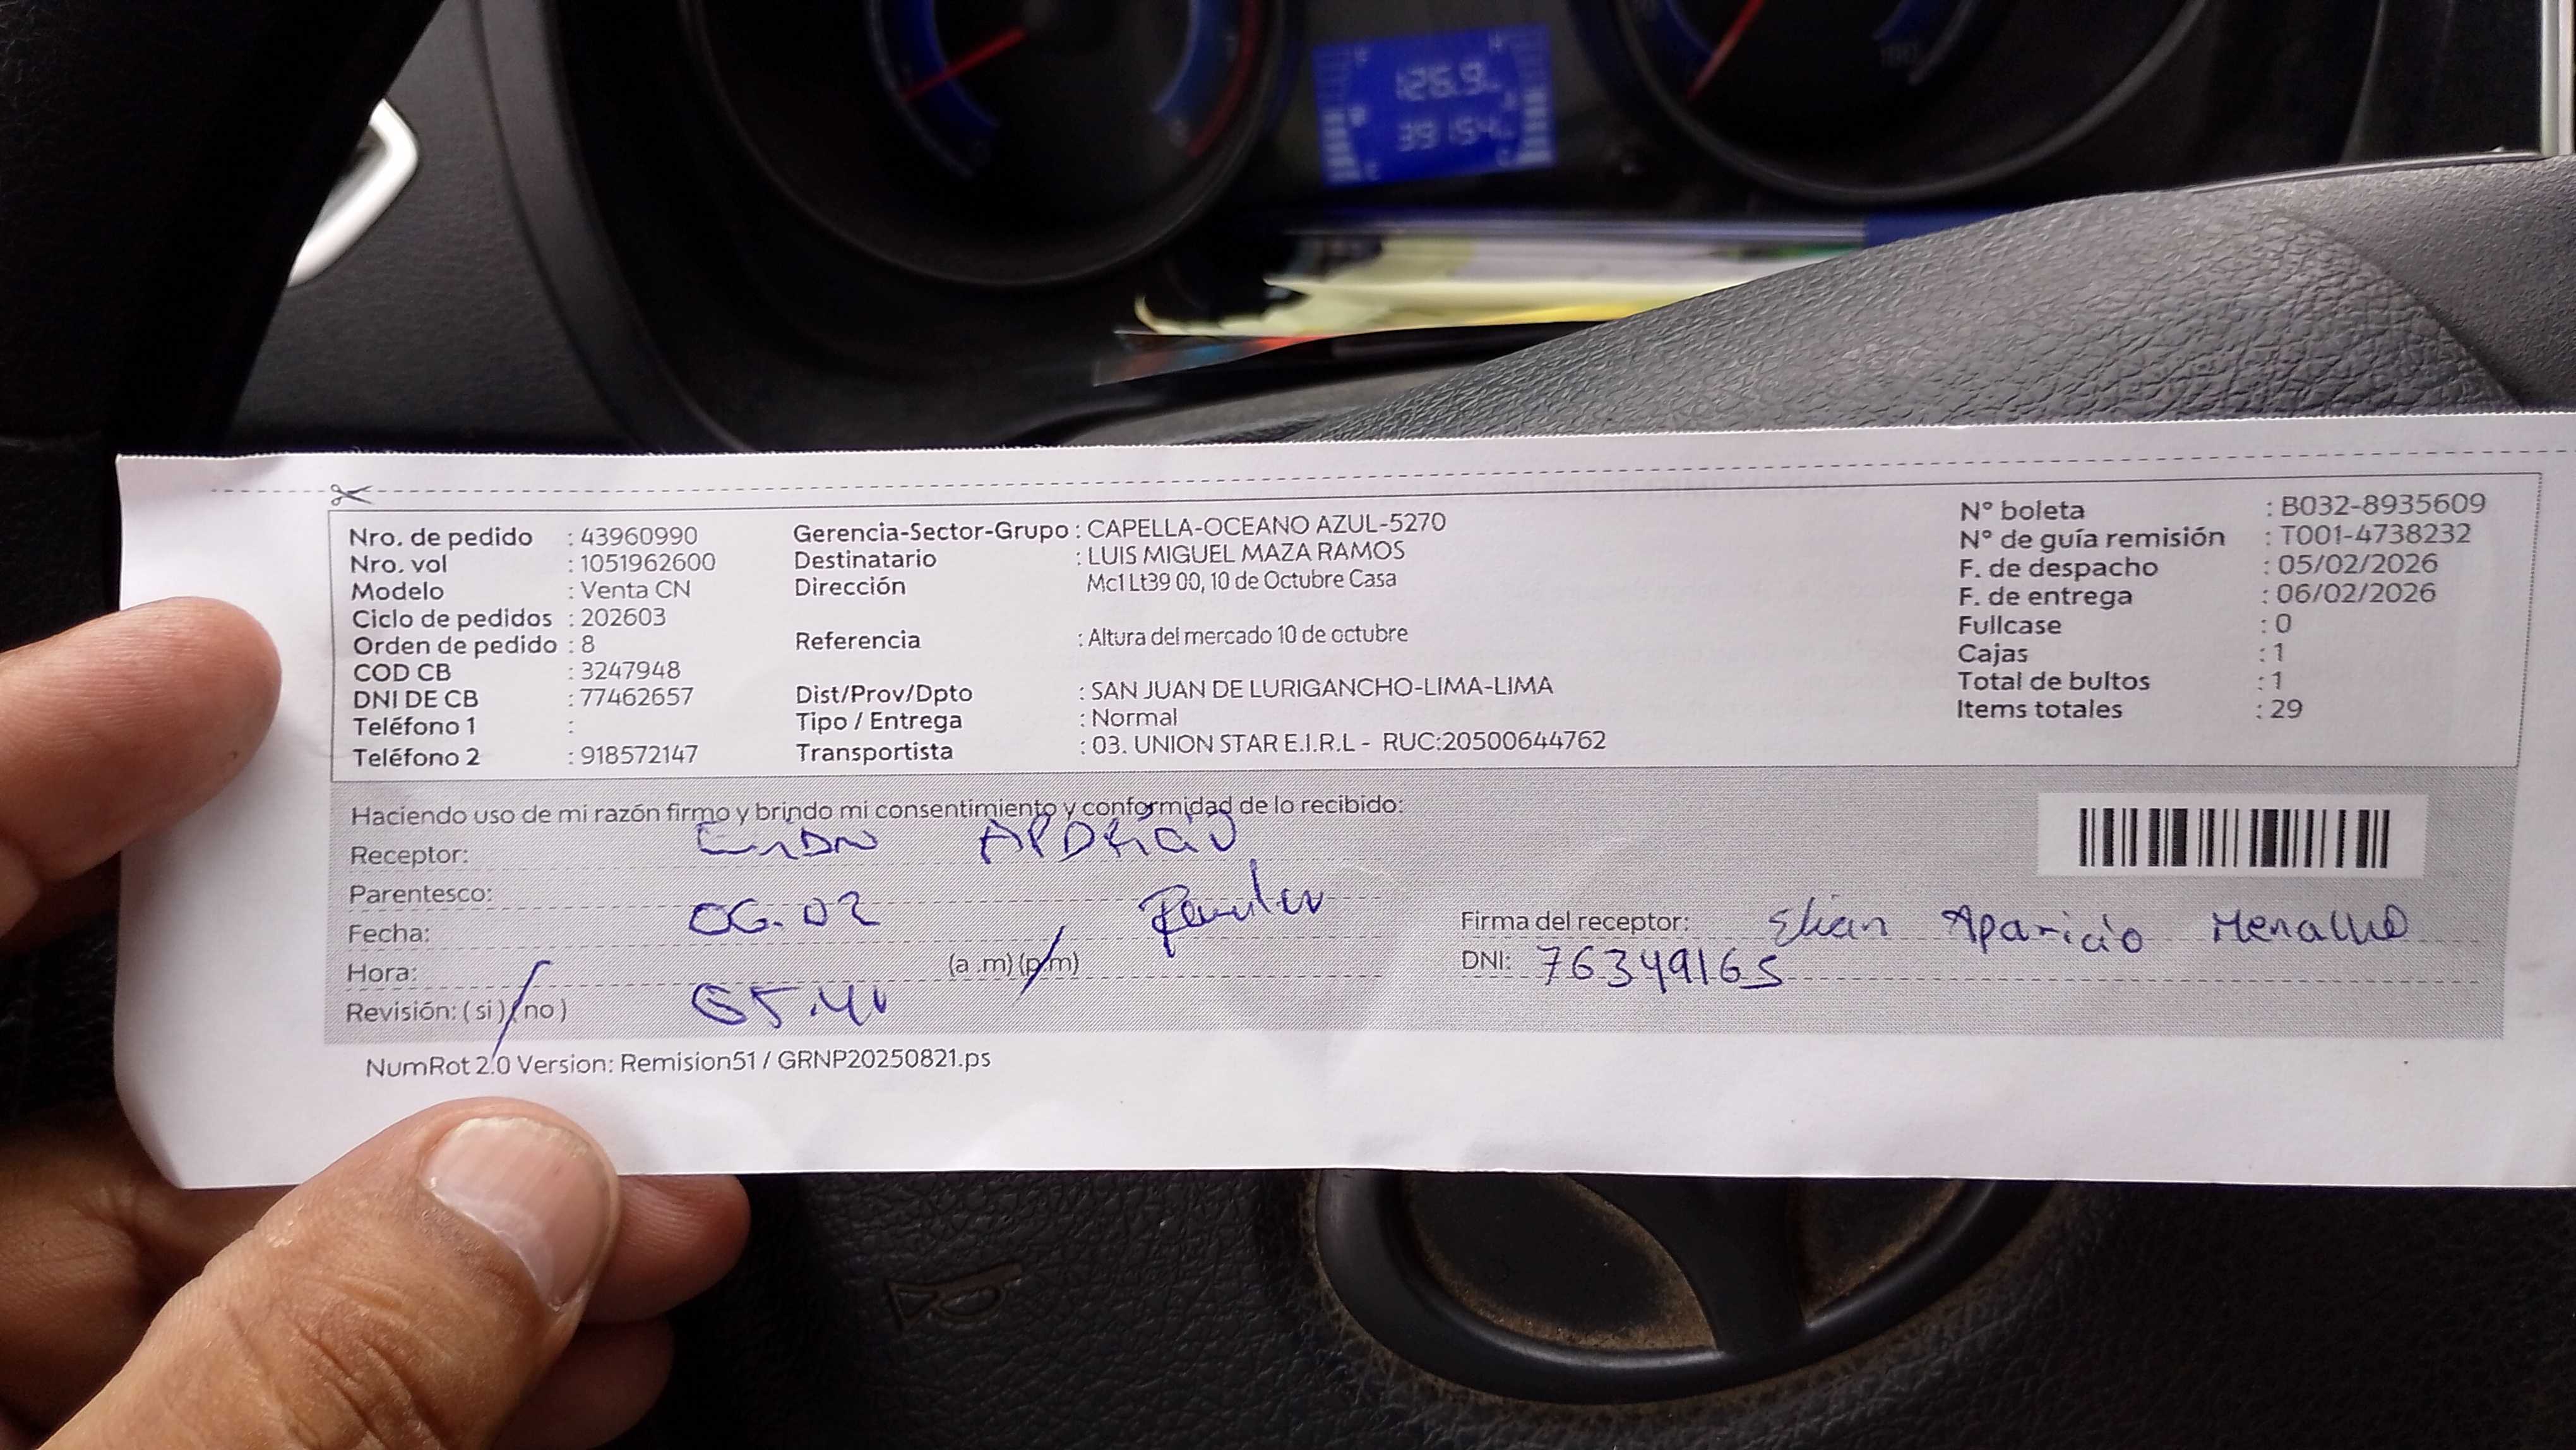 126.9
39154
Nro. de pedido : 43960990
Nro. vol : 1051962600
Modelo : Venta CN
Ciclo de pedidos : 202603
Orden de pedido : 8
COD CB : 3247948
DNI DE CB : 77462657
Teléfono 1 :
Teléfono 2 : 918572147
Gerencia-Sector-Grupo : CAPELLA-OCEANO AZUL-5270
Destinatario : LUIS MIGUEL MAZA RAMOS
Dirección Mc1 Lt39 00, 10 de Octubre Casa
Referencia : Altura del mercado 10 de octubre
Dist/Prov/Dpto : SAN JUAN DE LURIGANCHO-LIMA-LIMA
Tipo / Entrega : Normal
Transportista : 03. UNION STAR E.I.R.L - RUC:20500644762
N° boleta : B032-8935609
N° de guía remisión : T001-4738232
F. de despacho : 05/02/2026
F. de entrega : 06/02/2026
Fullcase : 0
Cajas : 1
Total de bultos : 1
Items totales : 29
Haciendo uso de mi razón firmo y brindo mi consentimiento y conformidad de lo recibido:
Receptor:
Parentesco:
Fecha: 06.02
Hora: (a .m) (p.m)
Revisión: ( si ) (no )
Firma del receptor: Elian Aparicio
DNI: 76349165
NumRot 2.0 Version: Remision51 / GRNP20250821.ps